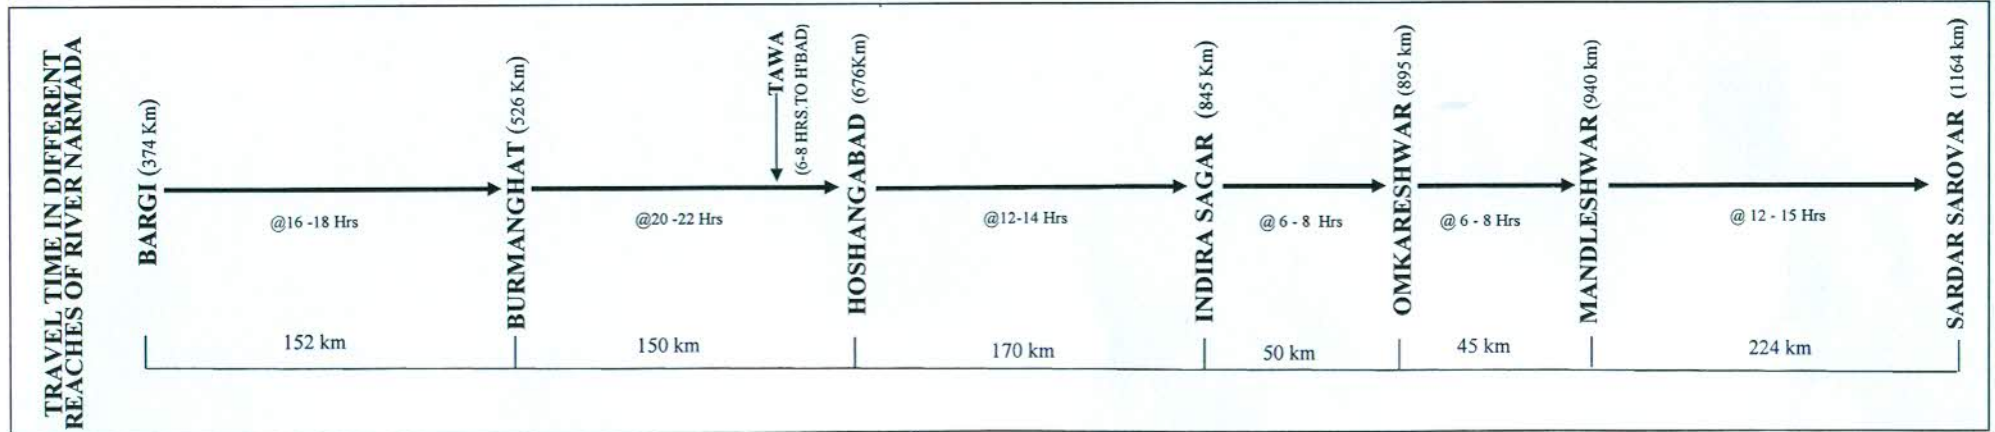 TRAVEL TIME IN DIFFERENT
REACHES OF RIVER NARMADA
BARGI (374 Km)
@16 -18 Hrs
BURMANGHAT (526 Km)
@20 -22 Hrs
TAWA
(6-8 HRS.TO H'BAD)
HOSHANGABAD (676Km)
@12-14 Hrs
INDIRA SAGAR (845 Km)
@ 6 - 8 Hrs
OMKARESHWAR (895 km)
@ 6 - 8 Hrs
MANDLESHWAR (940 km)
@ 12 - 15 Hrs
SARDAR SAROVAR (1164 km)
152 km
150 km
170 km
50 km
45 km
224 km